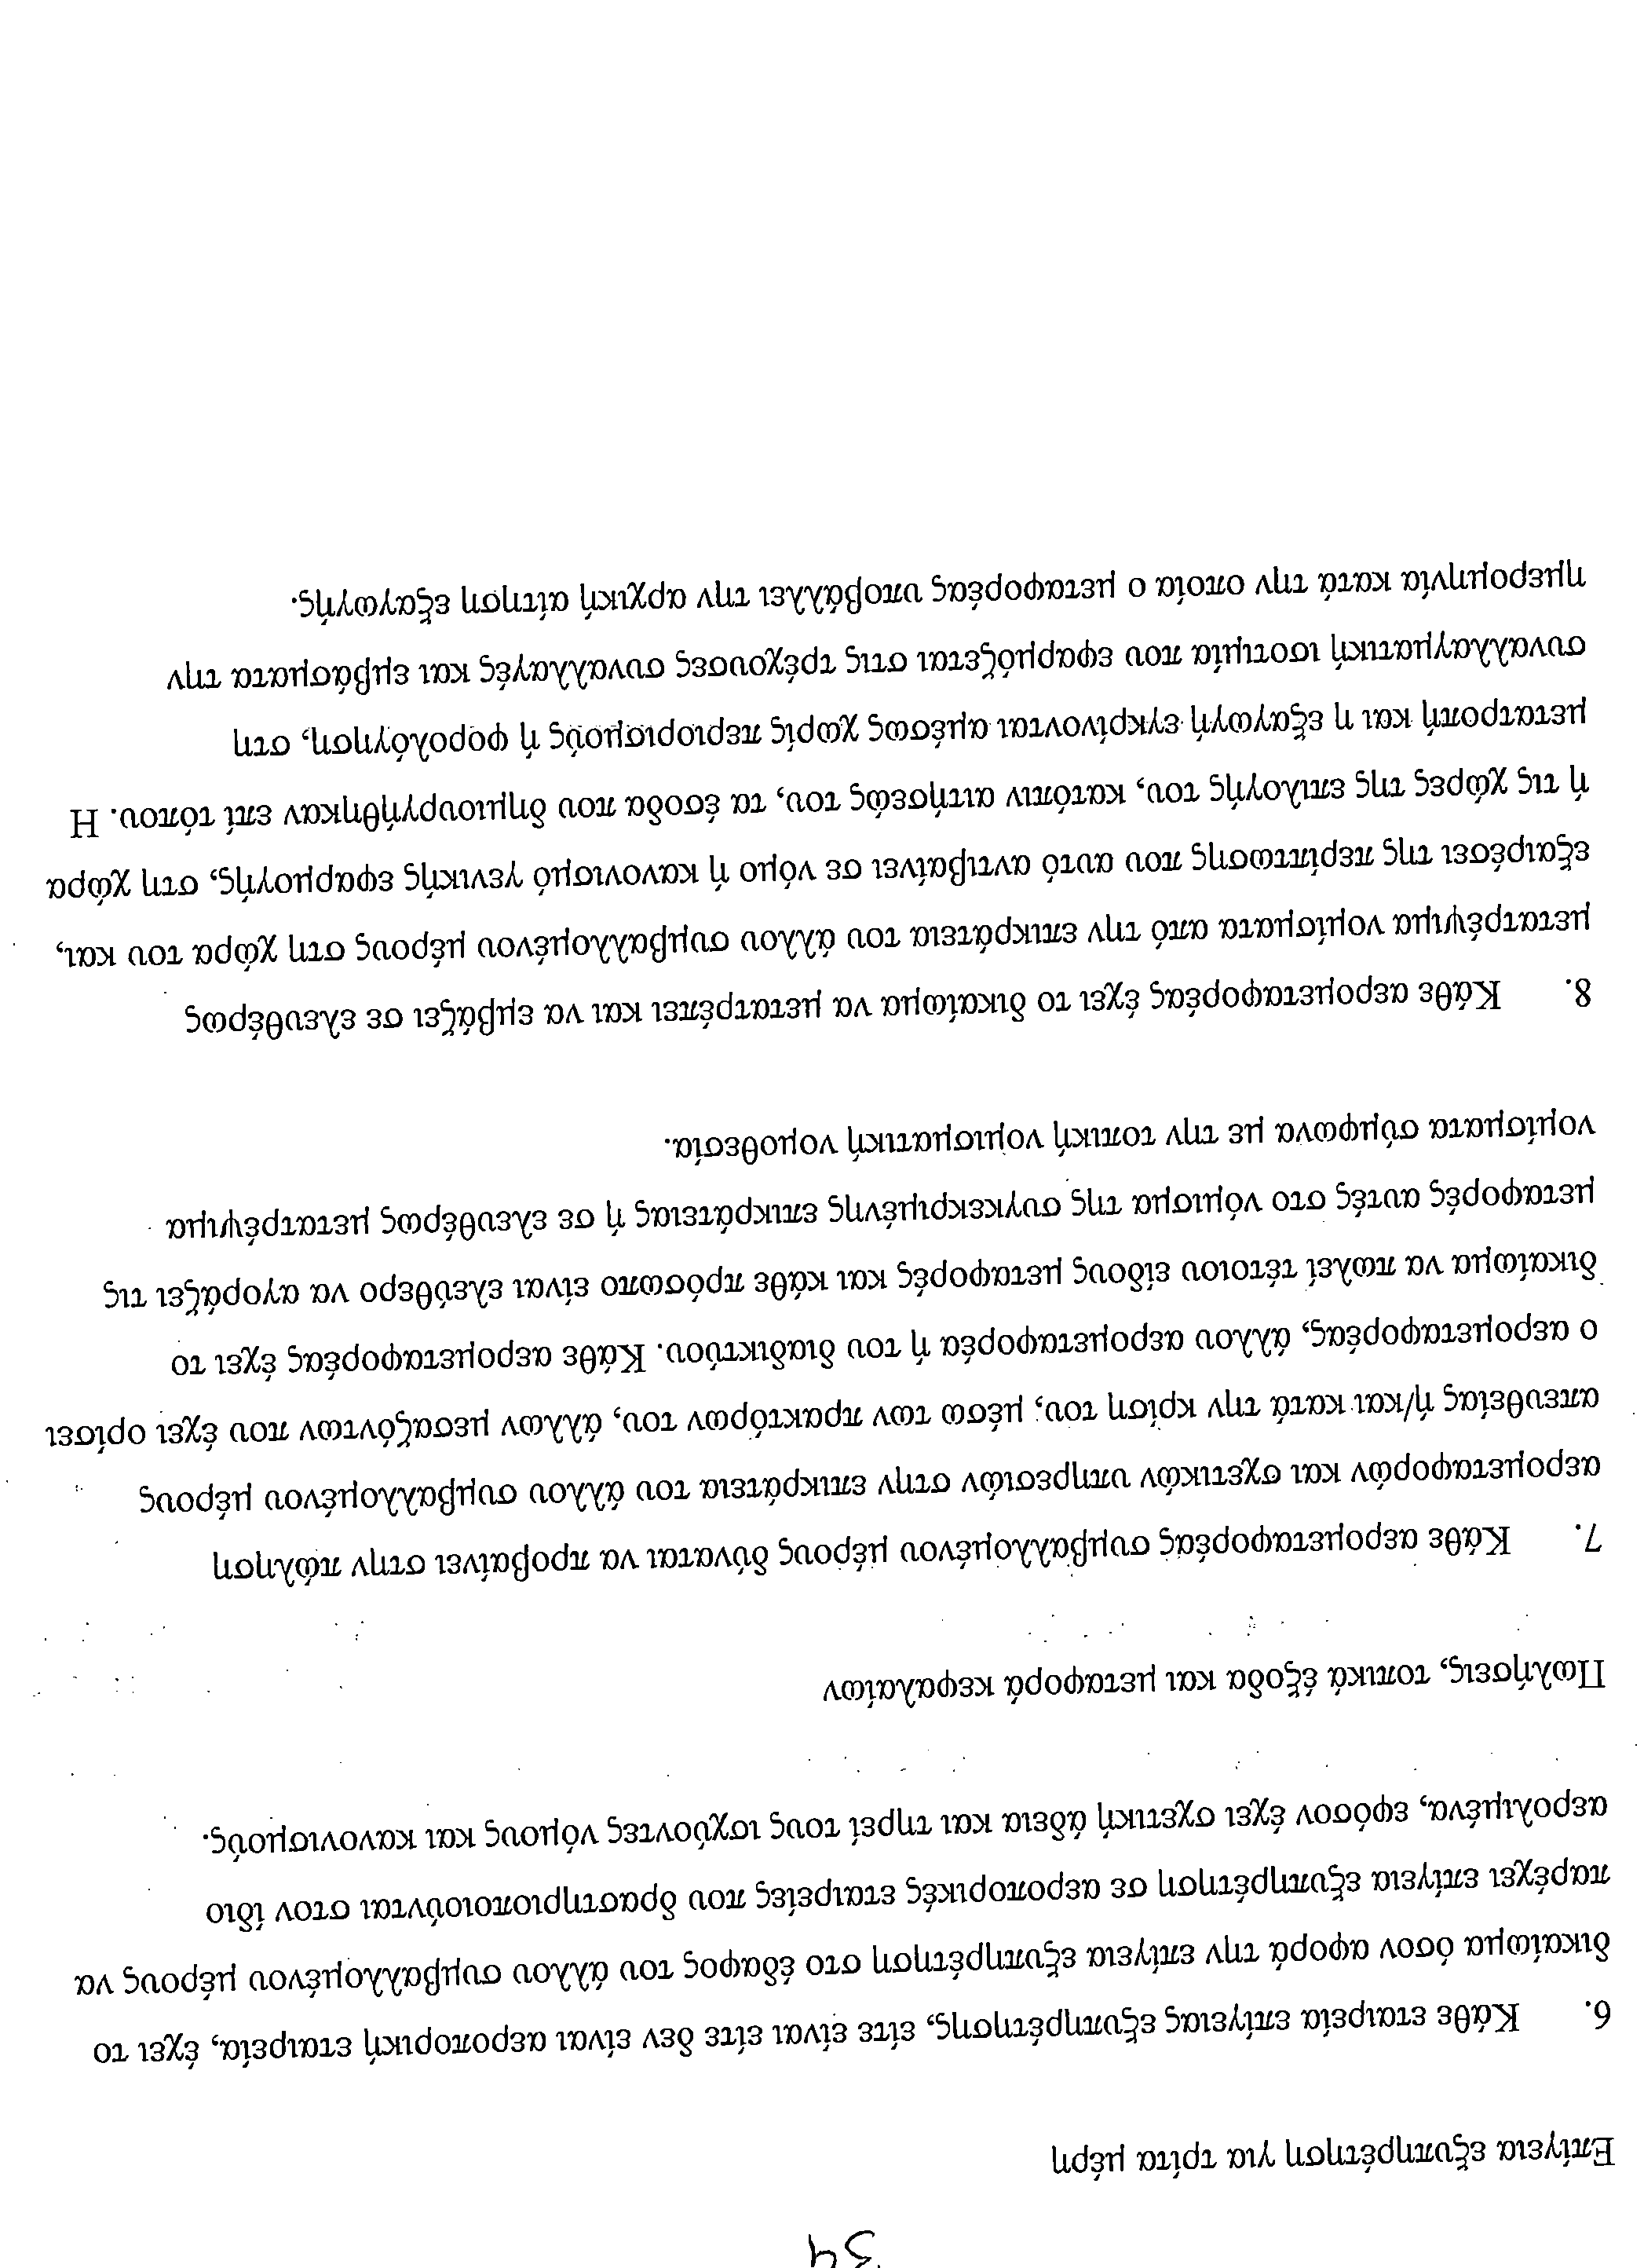 34
Επίγεια εξυπηρέτηση για τρίτα μέρη
6. Κάθε εταιρεία επίγειας εξυπηρέτησης, είτε είναι είτε δεν είναι αεροπορική εταιρεία, έχει το
δικαίωμα όσον αφορά την επίγεια εξυπηρέτηση στο έδαφος του άλλου συμβαλλομένου μέρους να
παρέχει επίγεια εξυπηρέτηση σε αεροπορικές εταιρείες που δραστηριοποιούνται στον ίδιο
αερολιμένα, εφόσον έχει σχετική άδεια και τηρεί τους ισχύοντες νόμους και κανονισμούς.
Πωλήσεις, τοπικά έξοδα και μεταφορά κεφαλαίων
7. Κάθε αερομεταφορέας συμβαλλομένου μέρους δύναται να προβαίνει στην πώληση
αερομεταφορών και σχετικών υπηρεσιών στην επικράτεια του άλλου συμβαλλομένου μέρους
απευθείας ή/και κατά την κρίση του, μέσω των πρακτόρων του, άλλων μεσαζόντων που έχει ορίσει
ο αερομεταφορέας, άλλου αερομεταφορέα ή του διαδικτύου. Κάθε αερομεταφορέας έχει το
δικαίωμα να πωλεί τέτοιου είδους μεταφορές και κάθε πρόσωπο είναι ελεύθερο να αγοράζει τις
μεταφορές αυτές στο νόμισμα της συγκεκριμένης επικράτειας ή σε ελευθέρως μετατρέψιμα
νομίσματα σύμφωνα με την τοπική νομισματική νομοθεσία.
8. Κάθε αερομεταφορέας έχει το δικαίωμα να μετατρέπει και να εμβάζει σε ελευθέρως
μετατρέψιμα νομίσματα από την επικράτεια του άλλου συμβαλλομένου μέρους στη χώρα του και,
εξαιρέσει της περίπτωσης που αυτό αντιβαίνει σε νόμο ή κανονισμό γενικής εφαρμογής, στη χώρα
ή τις χώρες της επιλογής του, κατόπιν αιτήσεώς του, τα έσοδα που δημιουργήθηκαν επί τόπου. Η
μετατροπή και η εξαγωγή εγκρίνονται αμέσως χωρίς περιορισμούς ή φορολόγηση, στη
συναλλαγματική ισοτιμία που εφαρμόζεται στις τρέχουσες συναλλαγές και εμβάσματα την
ημερομηνία κατά την οποία ο μεταφορέας υποβάλλει την αρχική αίτηση εξαγωγής.